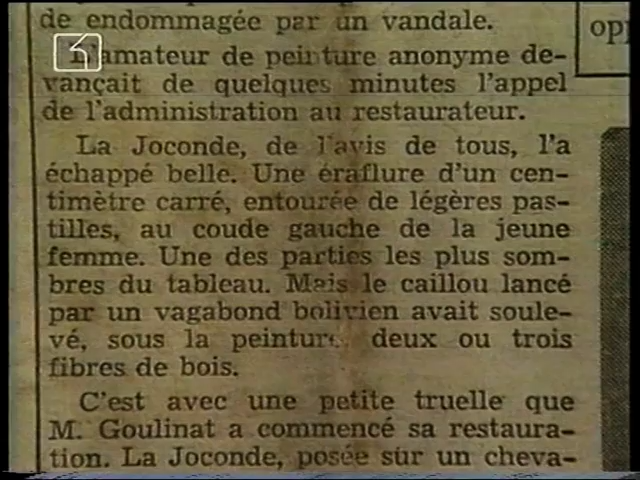 de endommagée par un vandale.
L'amateur de peinture anonyme de-
vançait de quelques minutes l'appel
de l'administration au restaurateur.
La Joconde, de l'avis de tous, l'a
échappé belle. Une éraflure d'un cen-
timètre carré, entourée de légères pas-
tilles, au coude gauche de la jeune
femme. Une des parties les plus som-
bres du tableau. Mais le caillou lancé
par un vagabond bolivien avait soule-
vé, sous la peinture, deux ou trois
fibres de bois.
C'est avec une petite truelle que
M. Goulinat a commencé sa restaura-
tion. La Joconde, posée sur un cheva-
opp